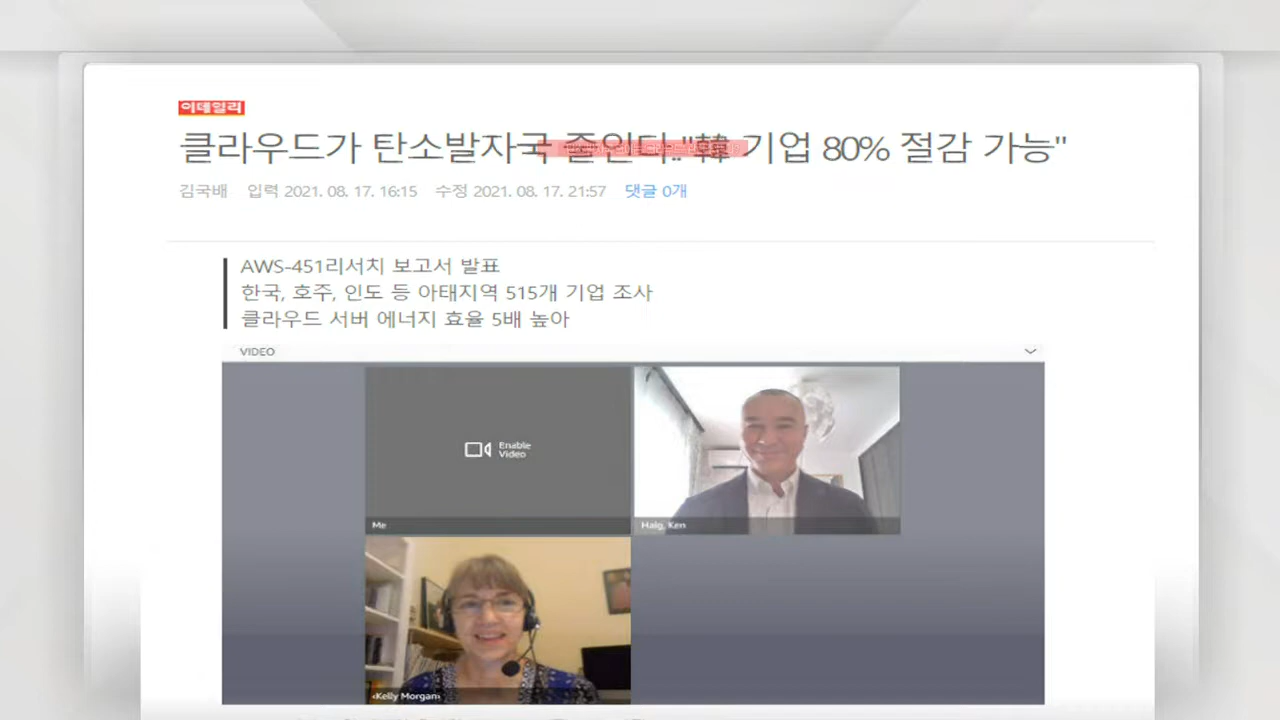 이데일리
클라우드가 탄소발자국 줄인다.."韓 기업 80% 절감 가능"
김국배 입력 2021. 08. 17. 16:15 수정 2021. 08. 17. 21:57 댓글 0개
AWS-451리서치 보고서 발표
한국, 호주, 인도 등 아태지역 515개 기업 조사
클라우드 서버 에너지 효율 5배 높아
VIDEO
Enable
Video
Me
Haig, Ken
Kelly Morgan